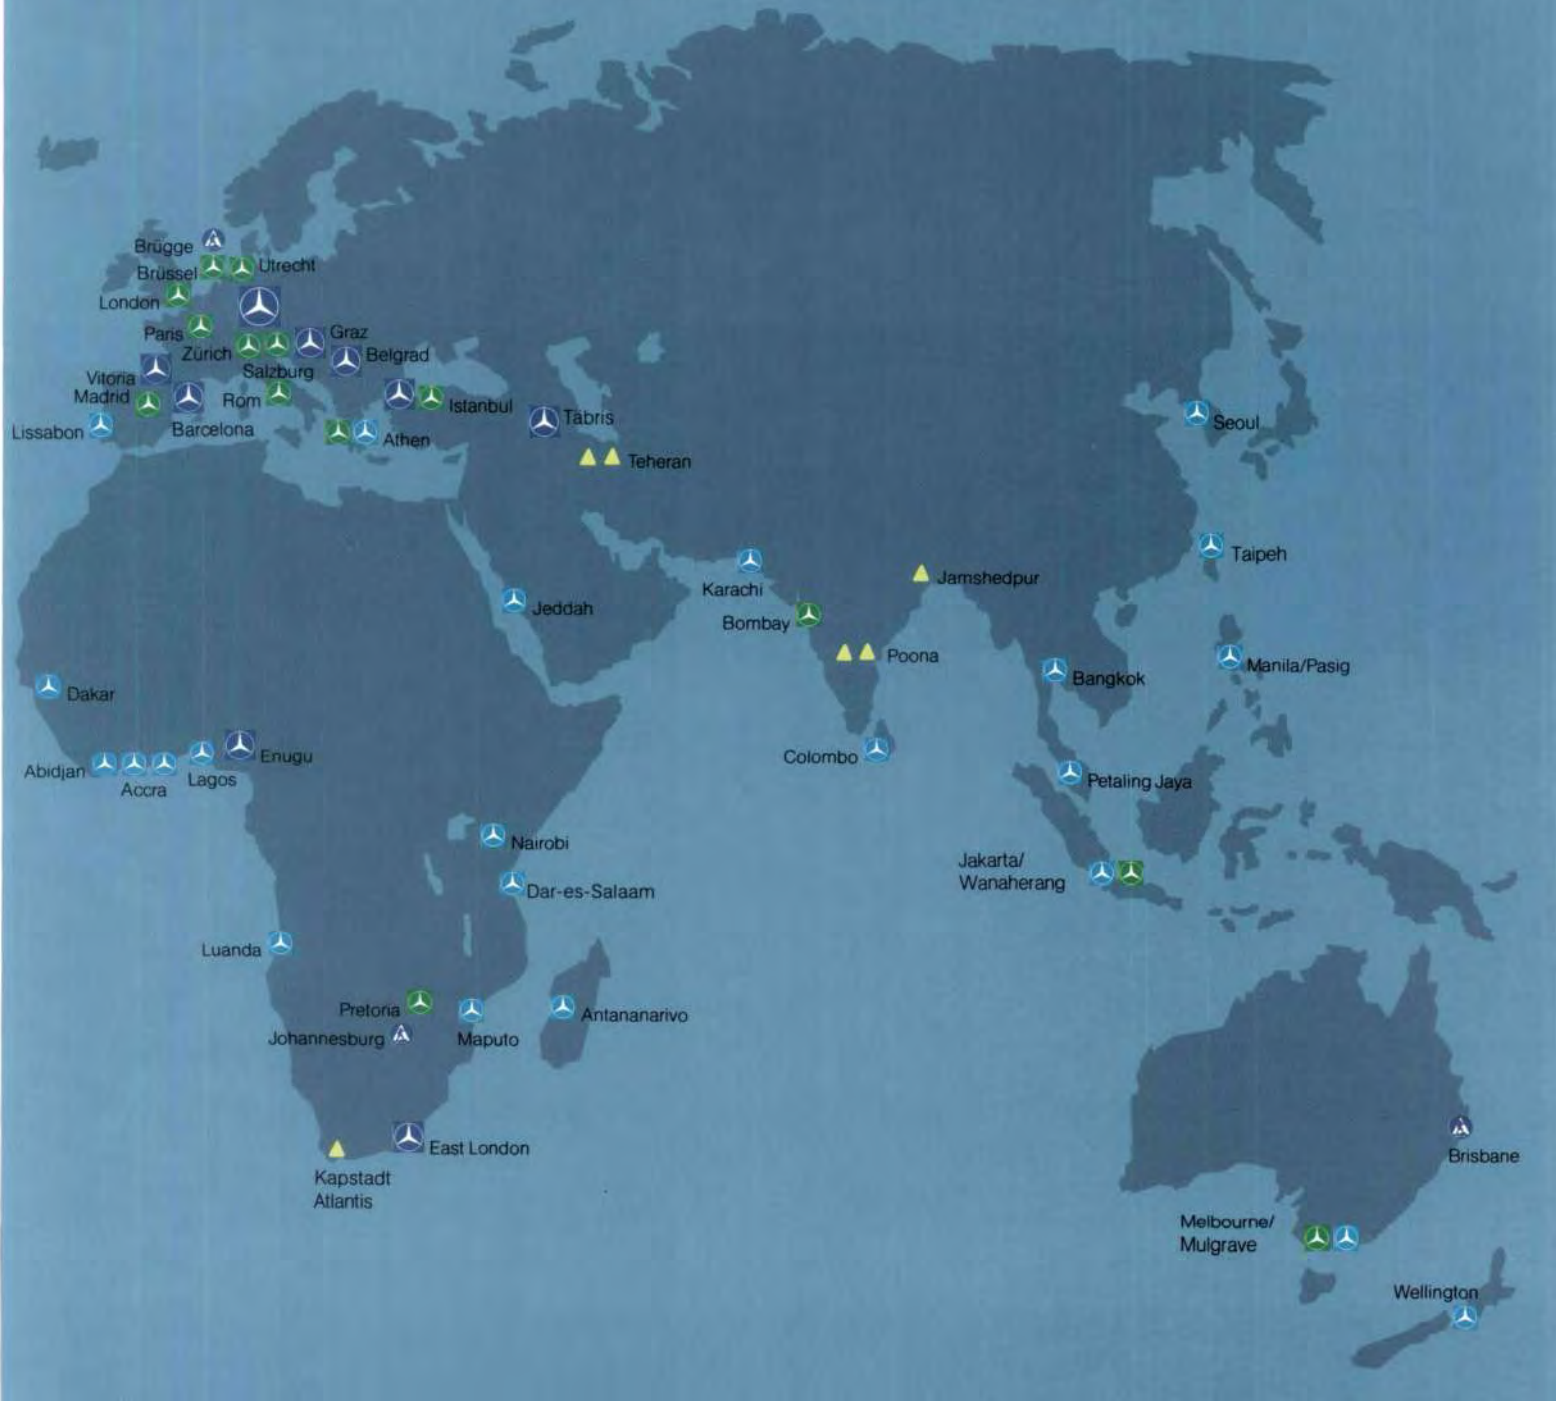 Brügge
Brüssel
Utrecht
London
Paris
Graz
Zürich
Belgrad
Salzburg
Vitoria
Madrid
Rom
Istanbul
Barcelona
Lissabon
Athen
Täbris
Teheran
Seoul
Taipeh
Karachi
Jamshedpur
Jeddah
Bombay
Poona
Manila/Pasig
Bangkok
Dakar
Enugu
Colombo
Abidjan
Lagos
Accra
Petaling Jaya
Nairobi
Jakarta/
Wanaherang
Dar-es-Salaam
Luanda
Pretoria
Antananarivo
Johannesburg
Maputo
East London
Brisbane
Kapstadt
Atlantis
Melbourne/
Mulgrave
Wellington